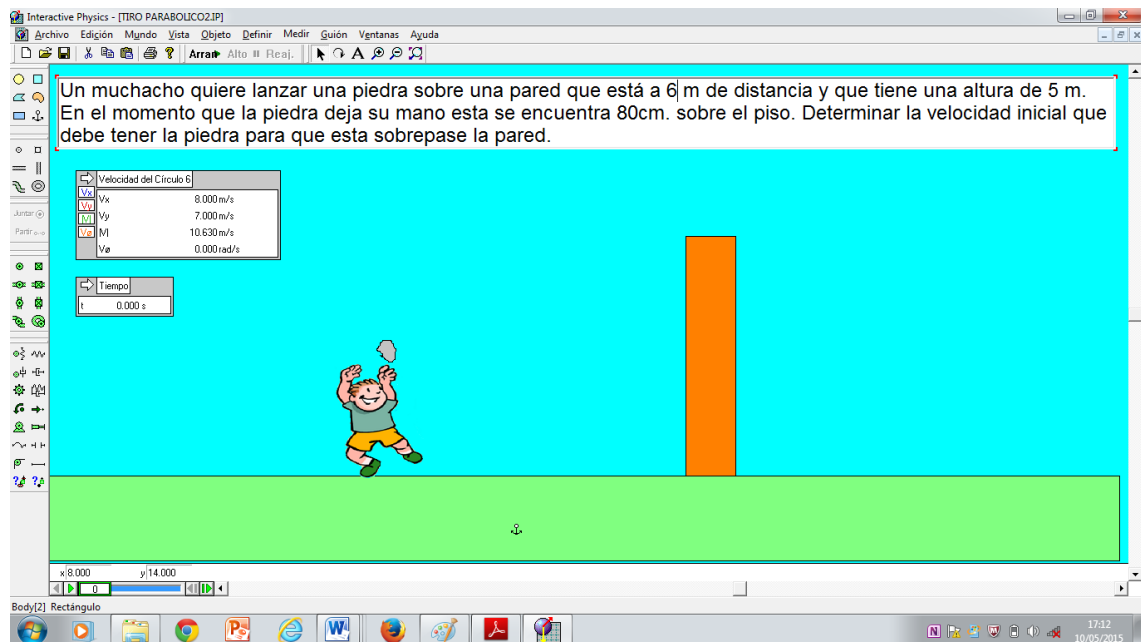 Interactive Physics - [TIRO PARABOLICO2.IP]
Archivo Edición Mundo Vista Objeto Definir Medir Guión Ventanas Ayuda
Arrar Alto II Reaj. A
Un muchacho quiere lanzar una piedra sobre una pared que está a 6 m de distancia y que tiene una altura de 5 m.
En el momento que la piedra deja su mano esta se encuentra 80cm. sobre el piso. Determinar la velocidad inicial que
debe tener la piedra para que esta sobrepase la pared.
Velocidad del Círculo 6
Vx Vx 8.000 m/s
Vy Vy 7.000 m/s
|V| |V| 10.630 m/s
Vø Vø 0.000 rad/s
Juntar
Partir
Tiempo
t 0.000 s
x 8.000 y 14.000
0
Body[2] Rectángulo
17:12
10/05/2015